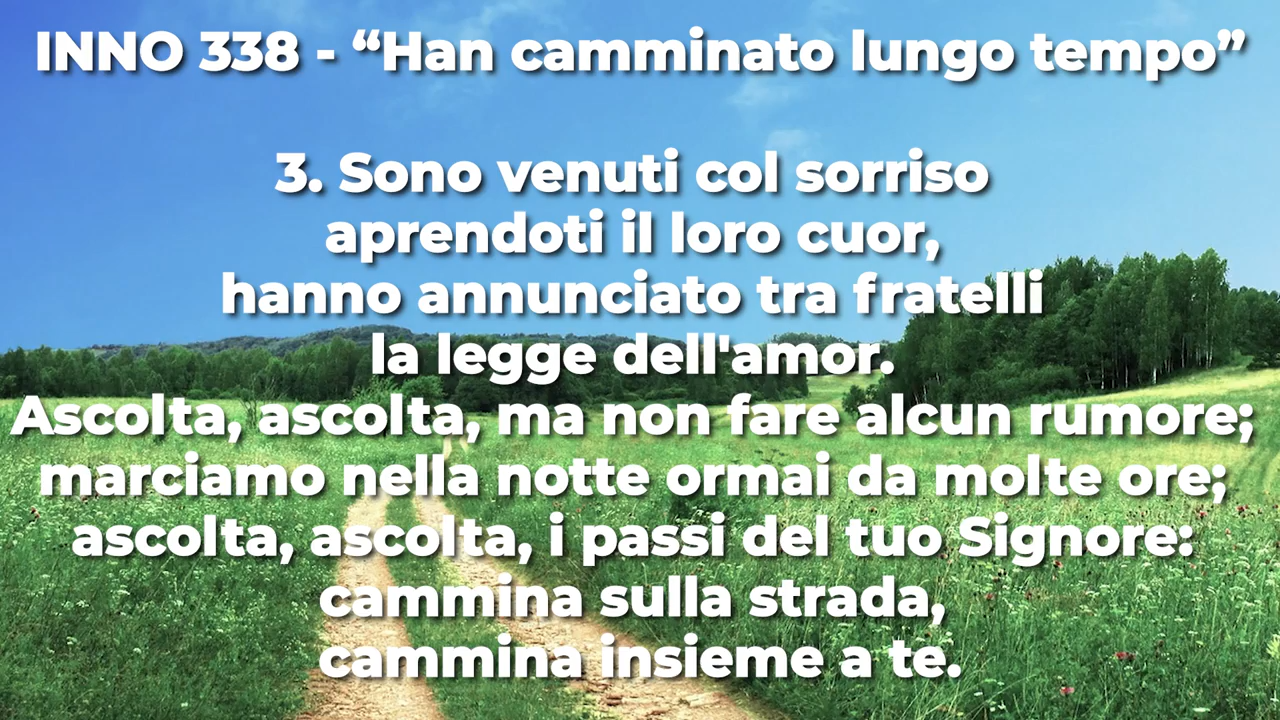 INNO 338 - “Han camminato lungo tempo”
3. Sono venuti col sorriso
aprendoti il loro cuor,
hanno annunciato tra fratelli
la legge dell'amor.
Ascolta, ascolta, ma non fare alcun rumore;
marciamo nella notte ormai da molte ore;
ascolta, ascolta, i passi del tuo Signore:
cammina sulla strada,
cammina insieme a te.